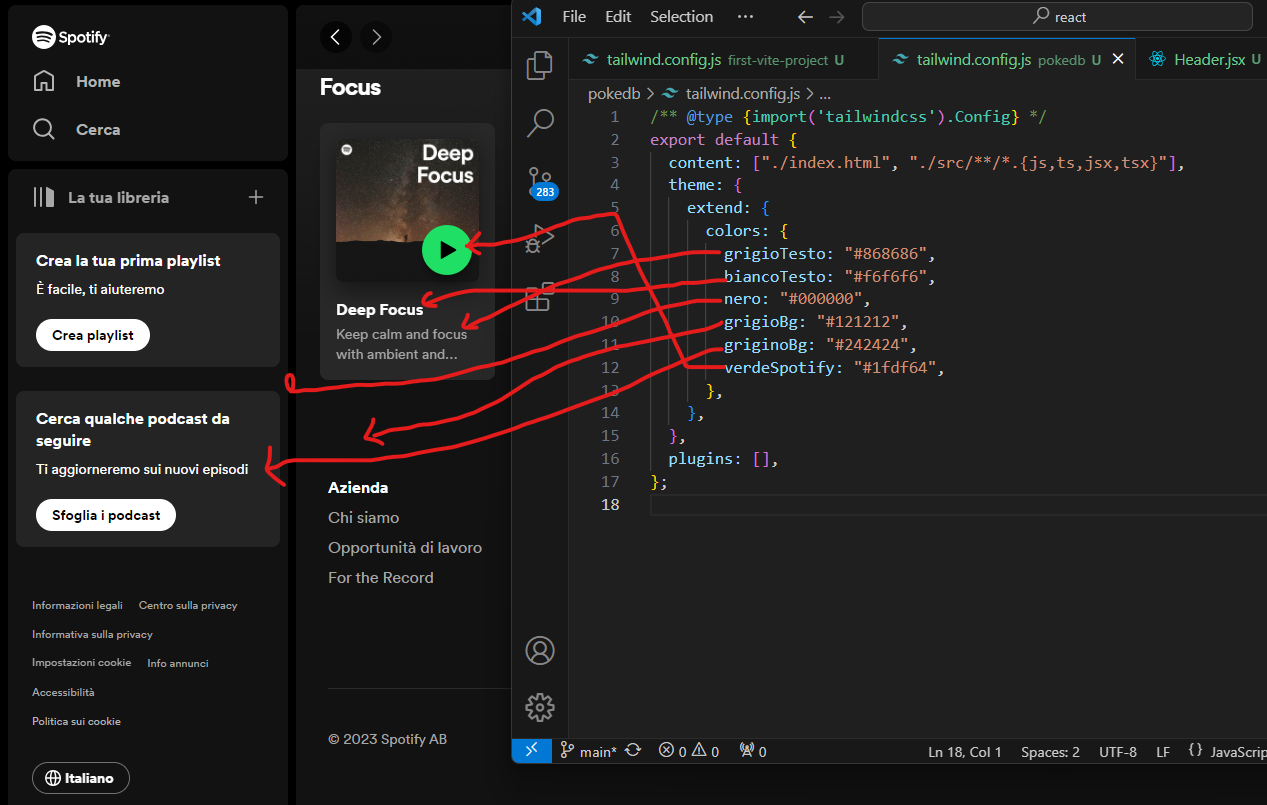 Spotify
Home
Cerca
La tua libreria
Crea la tua prima playlist
È facile, ti aiuteremo
Crea playlist
Cerca qualche podcast da
seguire
Ti aggiorneremo sui nuovi episodi
Sfoglia i podcast
Informazioni legali Centro sulla privacy
Informativa sulla privacy
Impostazioni cookie Info annunci
Accessibilità
Politica sui cookie
Italiano
Focus
Deep
Focus
Deep Focus
Keep calm and focus
with ambient and...
Azienda
Chi siamo
Opportunità di lavoro
For the Record
© 2023 Spotify AB
File Edit Selection ··· react
tailwind.config.js first-vite-project U tailwind.config.js pokedb U Header.jsx U
pokedb > tailwind.config.js > ...
283
1 /** @type {import('tailwindcss').Config} */
2 export default {
3 content: ["./index.html", "./src/**/*.{js,ts,jsx,tsx}"],
4 theme: {
5 extend: {
6 colors: {
7 grigioTesto: "#868686",
8 biancoTesto: "#f6f6f6",
9 nero: "#000000",
10 grigioBg: "#121212",
11 griginoBg: "#242424",
12 verdeSpotify: "#1fdf64",
13 },
14 },
15 },
16 plugins: [],
17 };
18
main* 0 0 0 Ln 18, Col 1 Spaces: 2 UTF-8 LF {} JavaScrip